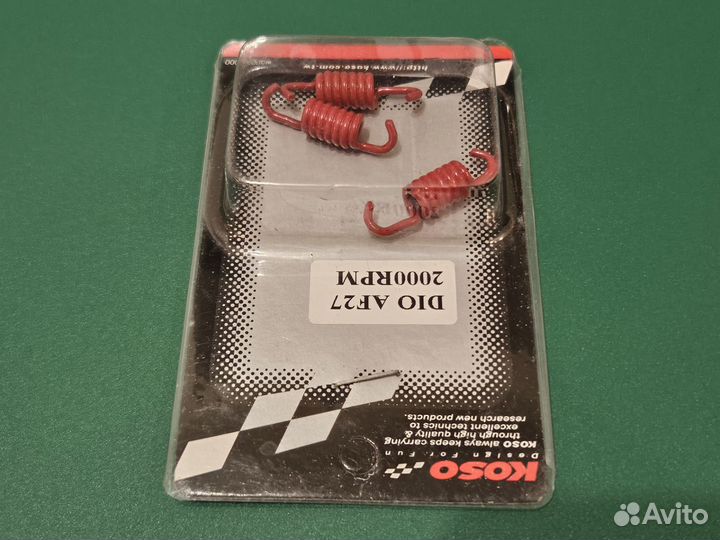 KOSO
Design For Fun
KOSO always keeps carrying
through high quality &
excellent technics to
research new products.
DIO AF27
2000RPM
http://www.koso.com.tw
Avito